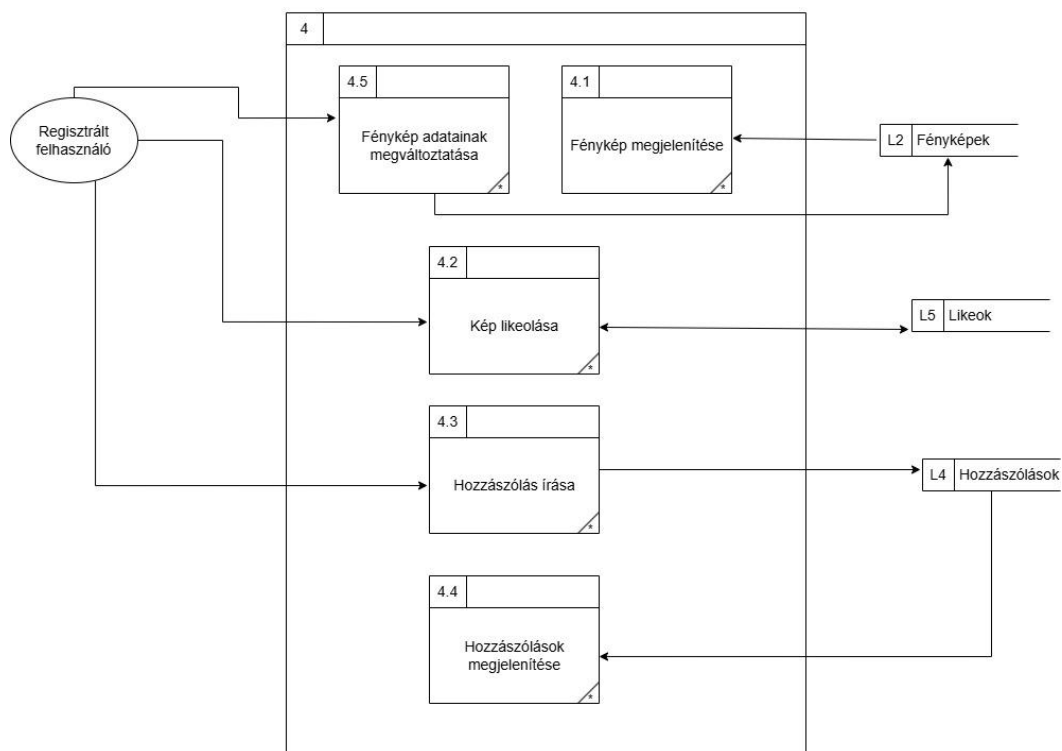 4
4.5
4.1
Regisztrált
felhasználó
Fénykép adatainak
megváltoztatása
Fénykép megjelenítése
L2 Fényképek
*
*
4.2
Kép likeolása
L5 Likeok
*
4.3
Hozzászólás írása
L4 Hozzászólások
*
4.4
Hozzászólások
megjelenítése
*